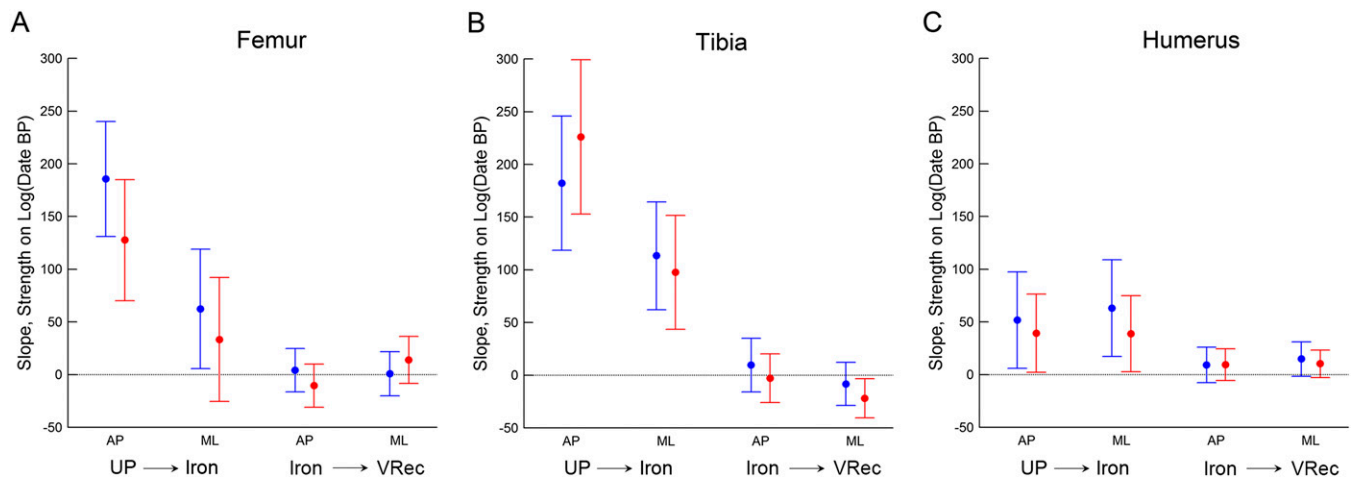 A
Femur
Slope, Strength on Log(Date BP)
300
250
200
150
100
50
0
-50
AP
ML
AP
ML
UP → Iron
Iron → VRec
B
Tibia
Slope, Strength on Log(Date BP)
300
250
200
150
100
50
0
-50
AP
ML
AP
ML
UP → Iron
Iron → VRec
C
Humerus
Slope, Strength on Log(Date BP)
300
250
200
150
100
50
0
-50
AP
ML
AP
ML
UP → Iron
Iron → VRec